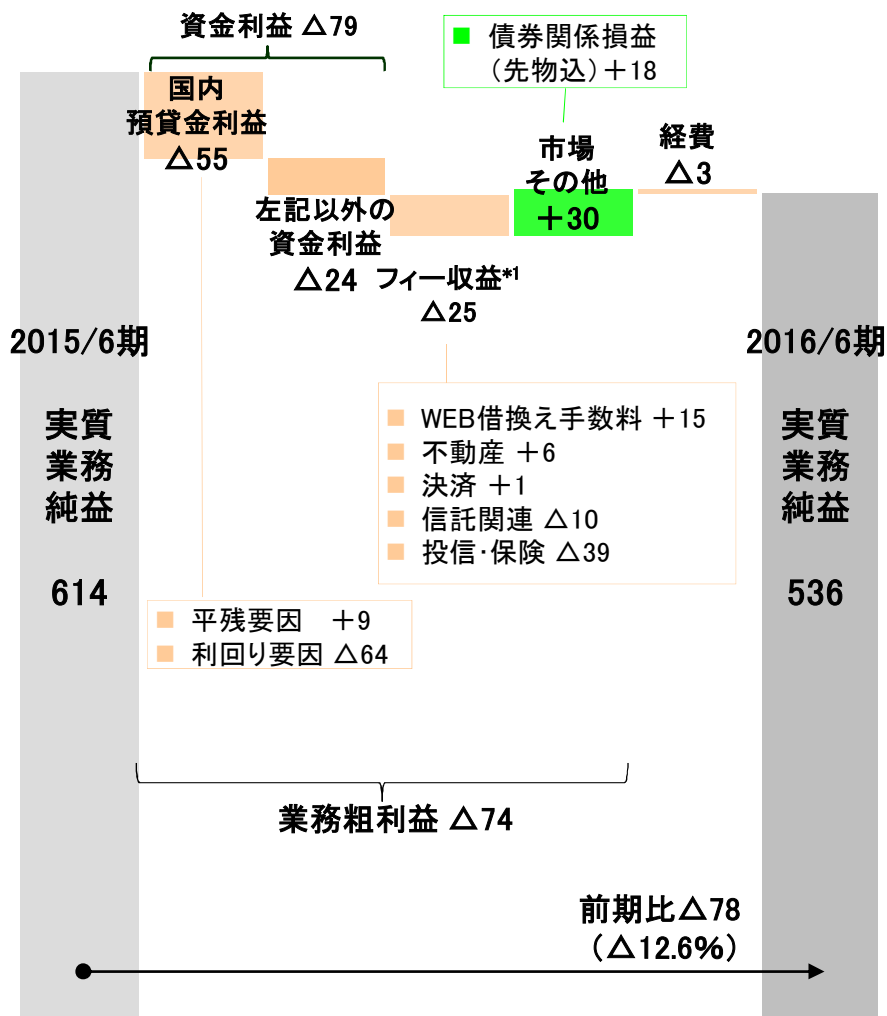 資金利益 △79
債券関係損益
（先物込）＋18
国内
預貸金利益
△55
左記以外の
資金利益
△24
フィー収益*1
△25
市場
その他
＋30
経費
△3
2015/6期
実質
業務
純益
614
2016/6期
実質
業務
純益
536
WEB借換え手数料 ＋15
不動産 ＋6
決済 ＋1
信託関連 △10
投信・保険 △39
平残要因　＋9
利回り要因 △64
業務粗利益 △74
前期比△78
（△12.6%）